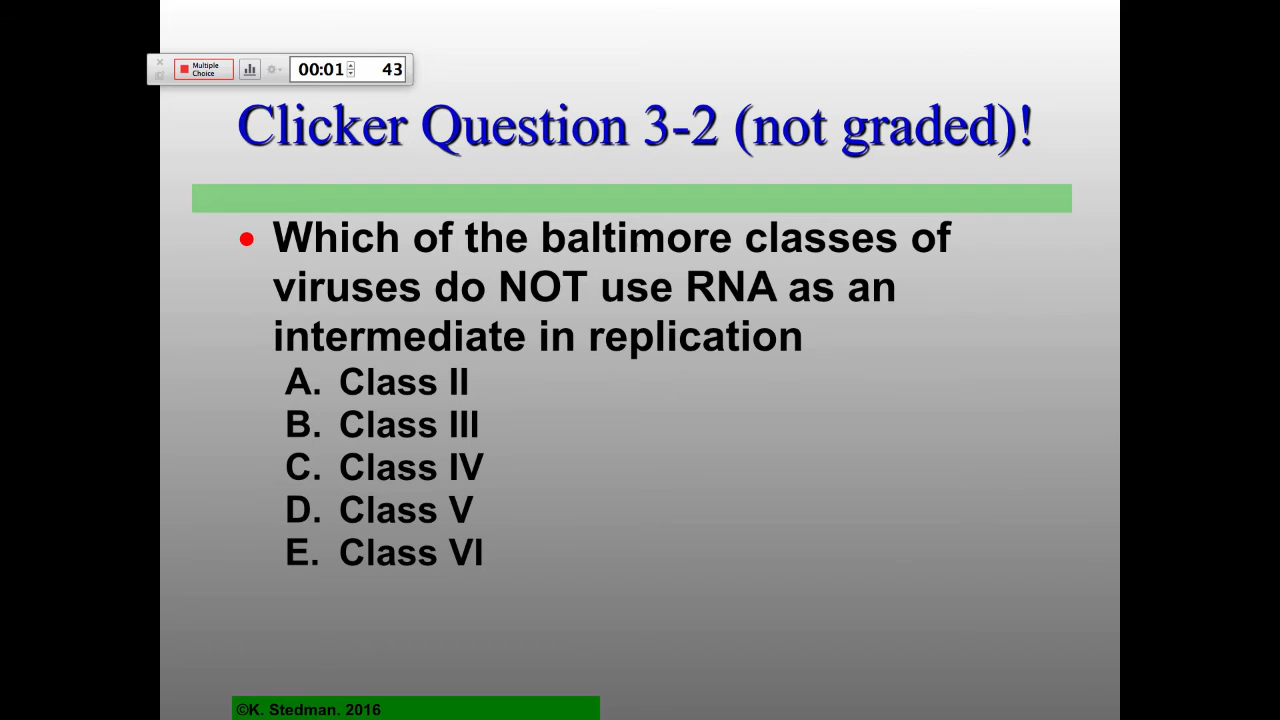 Multiple
Choice
00:01
43
Clicker Question 3-2 (not graded)!
Which of the baltimore classes of
viruses do NOT use RNA as an
intermediate in replication
A. Class II
B. Class III
C. Class IV
D. Class V
E. Class VI
©K. Stedman. 2016